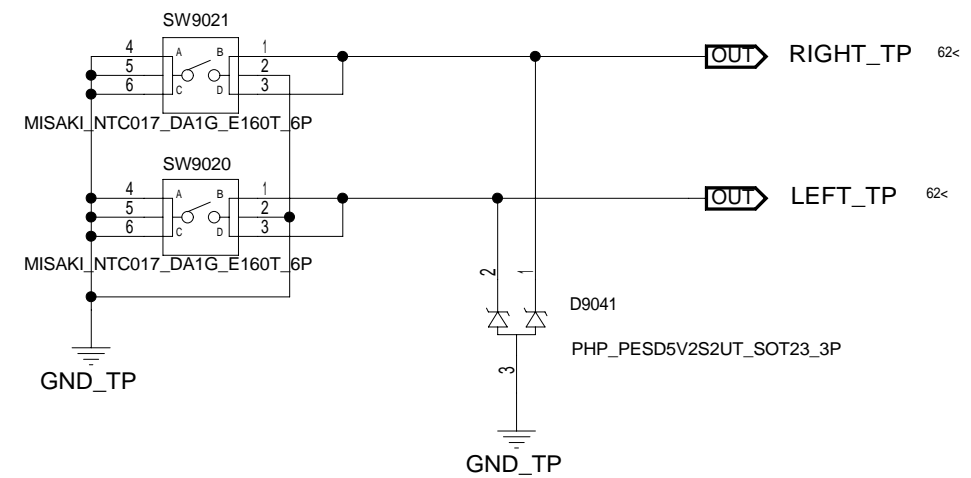 SW9021
4 A B 1
5 2
6 C D 3
OUT RIGHT_TP 62<
MISAKI_NTC017_DA1G_E160T_6P
SW9020
4 A B 1
5 2
6 C D 3
OUT LEFT_TP 62<
MISAKI_NTC017_DA1G_E160T_6P
2 1
D9041
PHP_PESD5V2S2UT_SOT23_3P
3
GND_TP
GND_TP